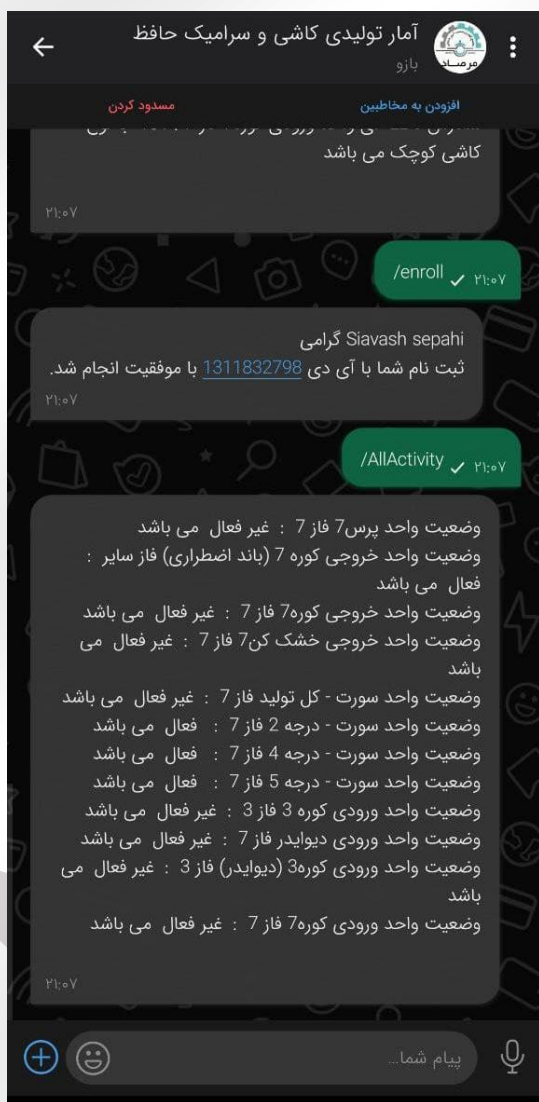 آمار تولیدی کاشی و سرامیک حافظ
بازو
مرصاد
افزودن به مخاطبین
مسدود کردن
کاشی کوچک می باشد
۲۱:۰۷
/enroll ۲۱:۰۷
Siavash sepahi گرامی
ثبت نام شما با آی دی 1311832798 با موفقیت انجام شد.
۲۱:۰۷
/AllActivity ۲۱:۰۷
وضعیت واحد پرس7 فاز 7 : غیر فعال می باشد
وضعیت واحد خروجی کوره 7 (باند اضطراری) فاز سایر :
فعال می باشد
وضعیت واحد خروجی کوره7 فاز 7 : غیر فعال می باشد
وضعیت واحد خروجی خشک کن7 فاز 7 : غیر فعال می
باشد
وضعیت واحد سورت - کل تولید فاز 7 : غیر فعال می باشد
وضعیت واحد سورت - درجه 2 فاز 7 : فعال می باشد
وضعیت واحد سورت - درجه 4 فاز 7 : فعال می باشد
وضعیت واحد سورت - درجه 5 فاز 7 : فعال می باشد
وضعیت واحد ورودی کوره 3 فاز 3 : غیر فعال می باشد
وضعیت واحد ورودی دیوایدر فاز 7 : غیر فعال می باشد
وضعیت واحد ورودی کوره3 (دیوایدر) فاز 3 : غیر فعال می
باشد
وضعیت واحد ورودی کوره7 فاز 7 : غیر فعال می باشد
۲۱:۰۷
پیام شما...